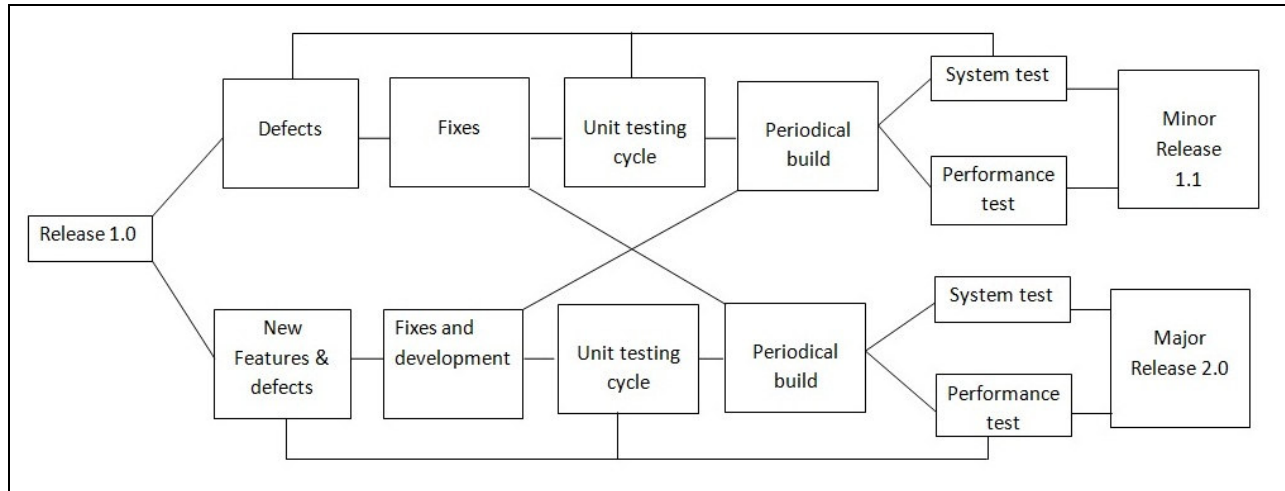 Release 1.0
Defects
Fixes
Unit testing
cycle
Periodical
build
System test
Performance
test
Minor
Release
1.1
New
Features &
defects
Fixes and
development
Unit testing
cycle
Periodical
build
System test
Performance
test
Major
Release 2.0